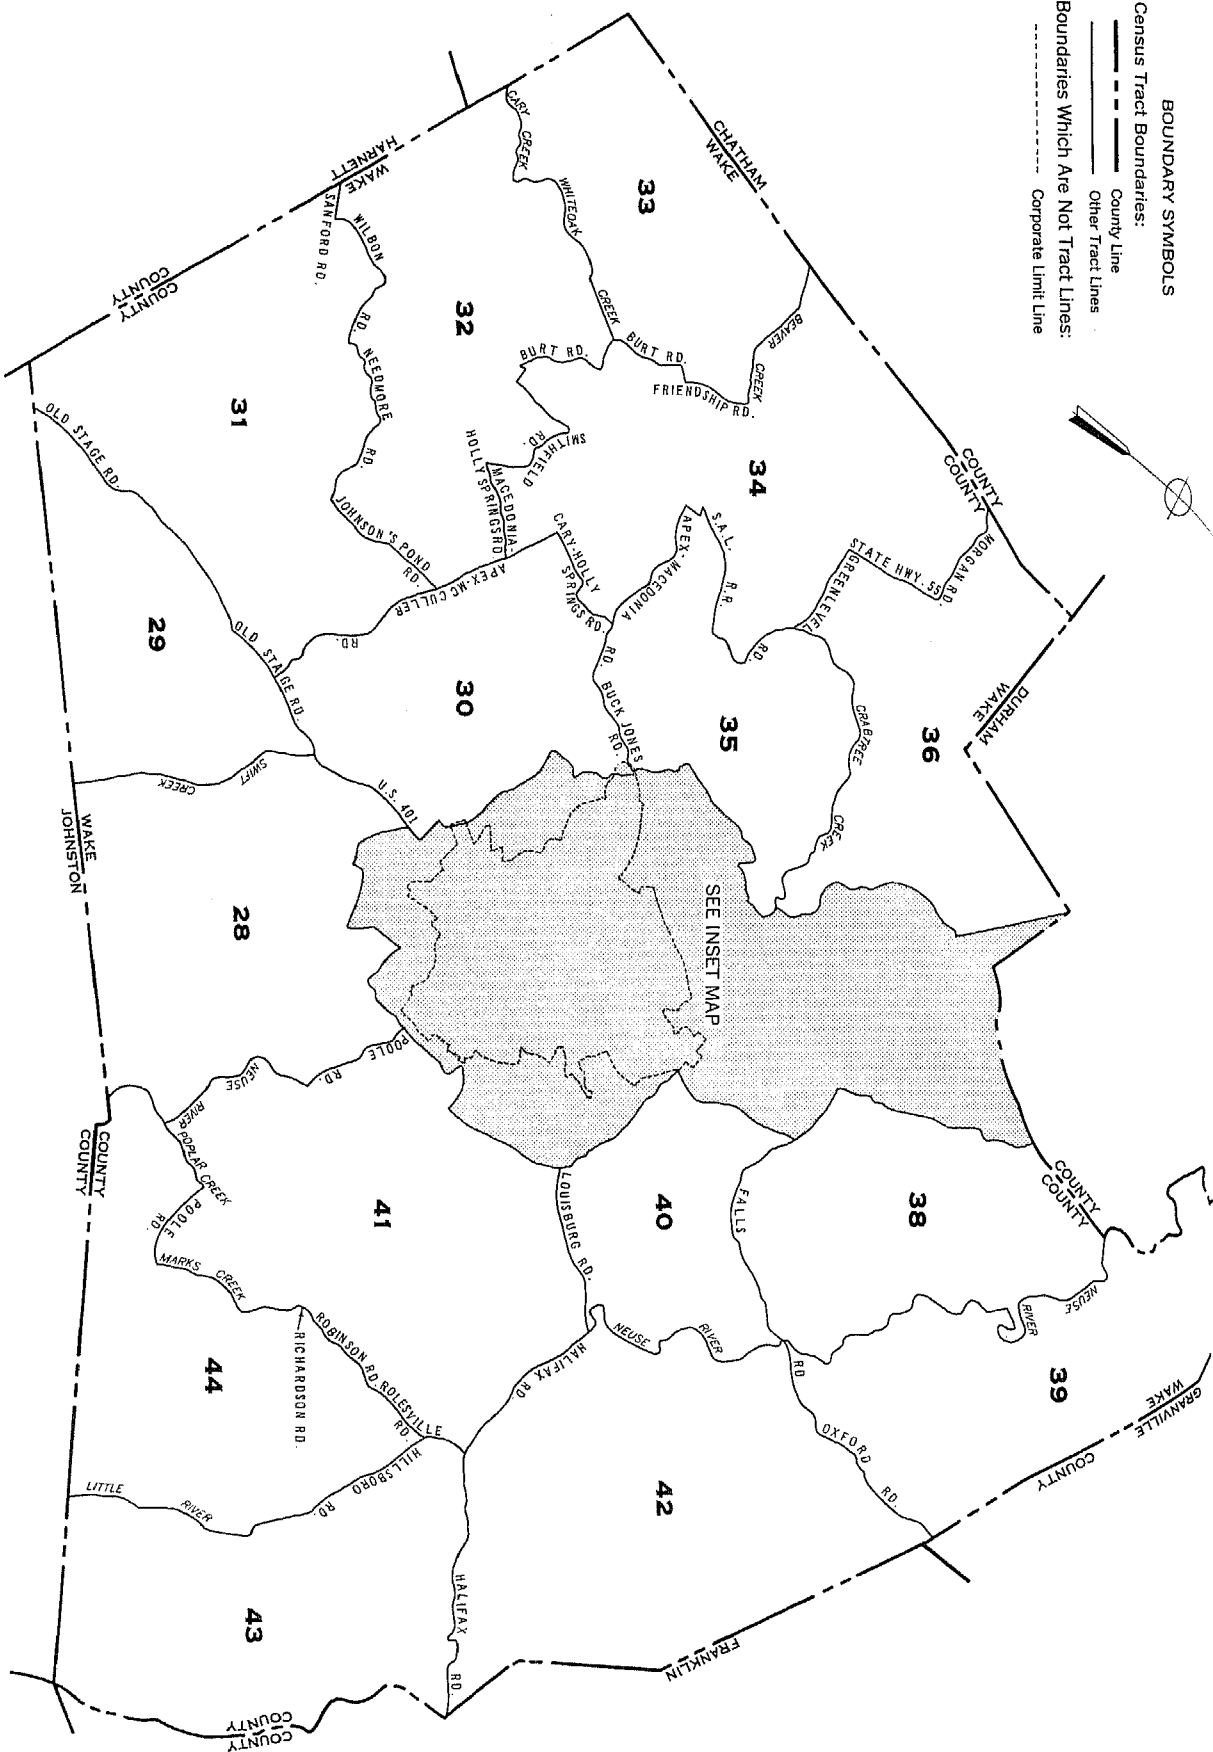 BOUNDARY SYMBOLS
Census Tract Boundaries:
County Line
Other Tract Lines
Boundaries Which Are Not Tract Lines:
Corporate Limit Line
CHATHAM
WAKE
COUNTY
COUNTY
DURHAM
WAKE
COUNTY
COUNTY
GRANVILLE
WAKE
COUNTY
FRANKLIN
COUNTY
COUNTY
HARNETT
WAKE
COUNTY
COUNTY
WAKE
JOHNSTON
COUNTY
COUNTY
33
CARY CREEK
WHITEOAK
CREEK
BURT RD.
FRIENDSHIP RD.
BEAVER
CREEK
32
SANFORD RD.
WILBON
RD.
NEEDMORE
RD.
JOHNSON'S POND
RD.
BURT RD.
SMITHFIELD
RD.
MACEDONIA-
HOLLY SPRINGS RD.
CARY-HOLLY
SPRINGS RD.
APEX-MC CULLER
RD.
34
APEX-MACEDONIA
RD.
S.A.L.
R.R.
RD.
GREENLEVEL
STATE HWY. 55
MORGAN RD.
31
OLD STAGE RD.
OLD STAGE RD.
29
30
BUCK JONES
RD.
35
CRABTREE
CREEK
36
SWIFT
CREEK
U.S. 401
28
SEE INSET MAP
POOLE
RD.
NEUSE
RIVER
POPLAR CREEK
POOLE
RD.
MARKS CREEK
RICHARDSON RD.
ROBINSON RD.
ROLESVILLE
RD.
41
LOUISBURG RD.
40
FALLS
RD
38
NEUSE
RIVER
NEUSE
RIVER
39
HALIFAX
RD.
OXFORD
RD.
42
44
LITTLE
RIVER
HILLSBORO
RD.
43
HALIFAX
RD.